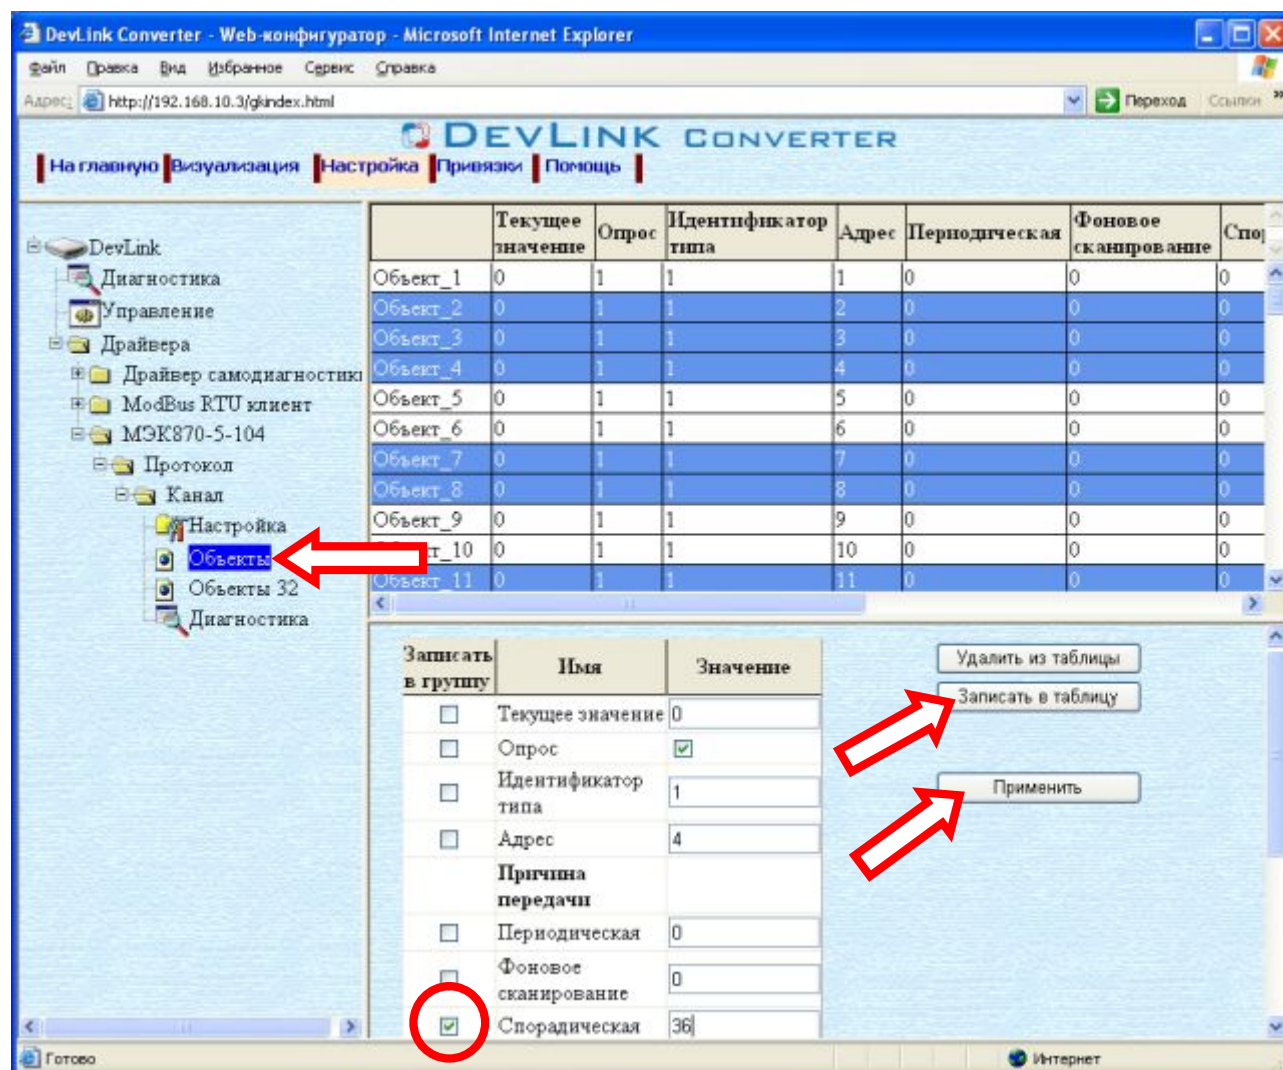 DevLink Converter - Web-конфигуратор - Microsoft Internet Explorer
Файл Правка Вид Избранное Сервис Справка
Адрес: http://192.168.10.3/gkindex.html Переход Ссылки »
DEVLINK CONVERTER
На главную Визуализация Настройка Привязки Помощь
DevLink
Диагностика
Управление
Драйвера
Драйвер самодиагностики
ModBus RTU клиент
МЭК870-5-104
Протокол
Канал
Настройка
Объекты
Объекты 32
Диагностика
Текущее значение Опрос Идентификатор типа Адрес Периодическая Фоновое сканирование Спор
Объект_1 0 1 1 1 0 0 0
Объект_2 0 1 1 2 0 0 0
Объект_3 0 1 1 3 0 0 0
Объект_4 0 1 1 4 0 0 0
Объект_5 0 1 1 5 0 0 0
Объект_6 0 1 1 6 0 0 0
Объект_7 0 1 1 7 0 0 0
Объект_8 0 1 1 8 0 0 0
Объект_9 0 1 1 9 0 0 0
т_10 0 1 1 10 0 0 0
Объект_11 0 1 1 11 0 0 0
Записать в группу Имя Значение
Текущее значение 0
Опрос
Идентификатор типа 1
Адрес 4
Причина передачи
Периодическая 0
Фоновое сканирование 0
Спорадическая 36
Удалить из таблицы
Записать в таблицу
Применить
Готово Интернет